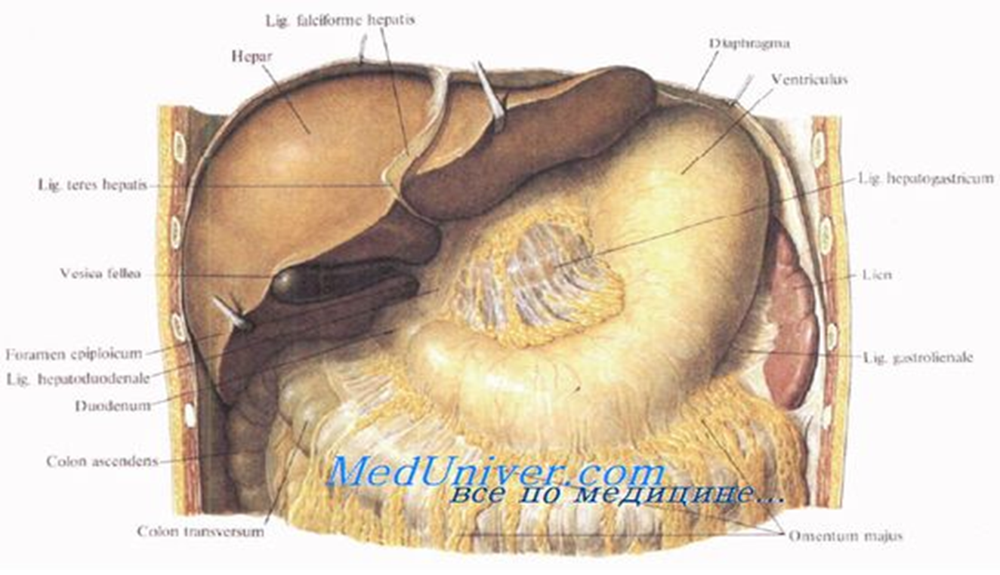 Lig. falciforme hepatis
Hepar
Diaphragma
Ventriculus
Lig. teres hepatis
Lig. hepatogastricum
Vesica fellea
Lien
Foramen epiploicum
Lig. hepatoduodenale
Lig. gastrolienale
Duodenum
Colon ascendens
MedUniver.com
все по медицине...
Colon transversum
Omentum majus